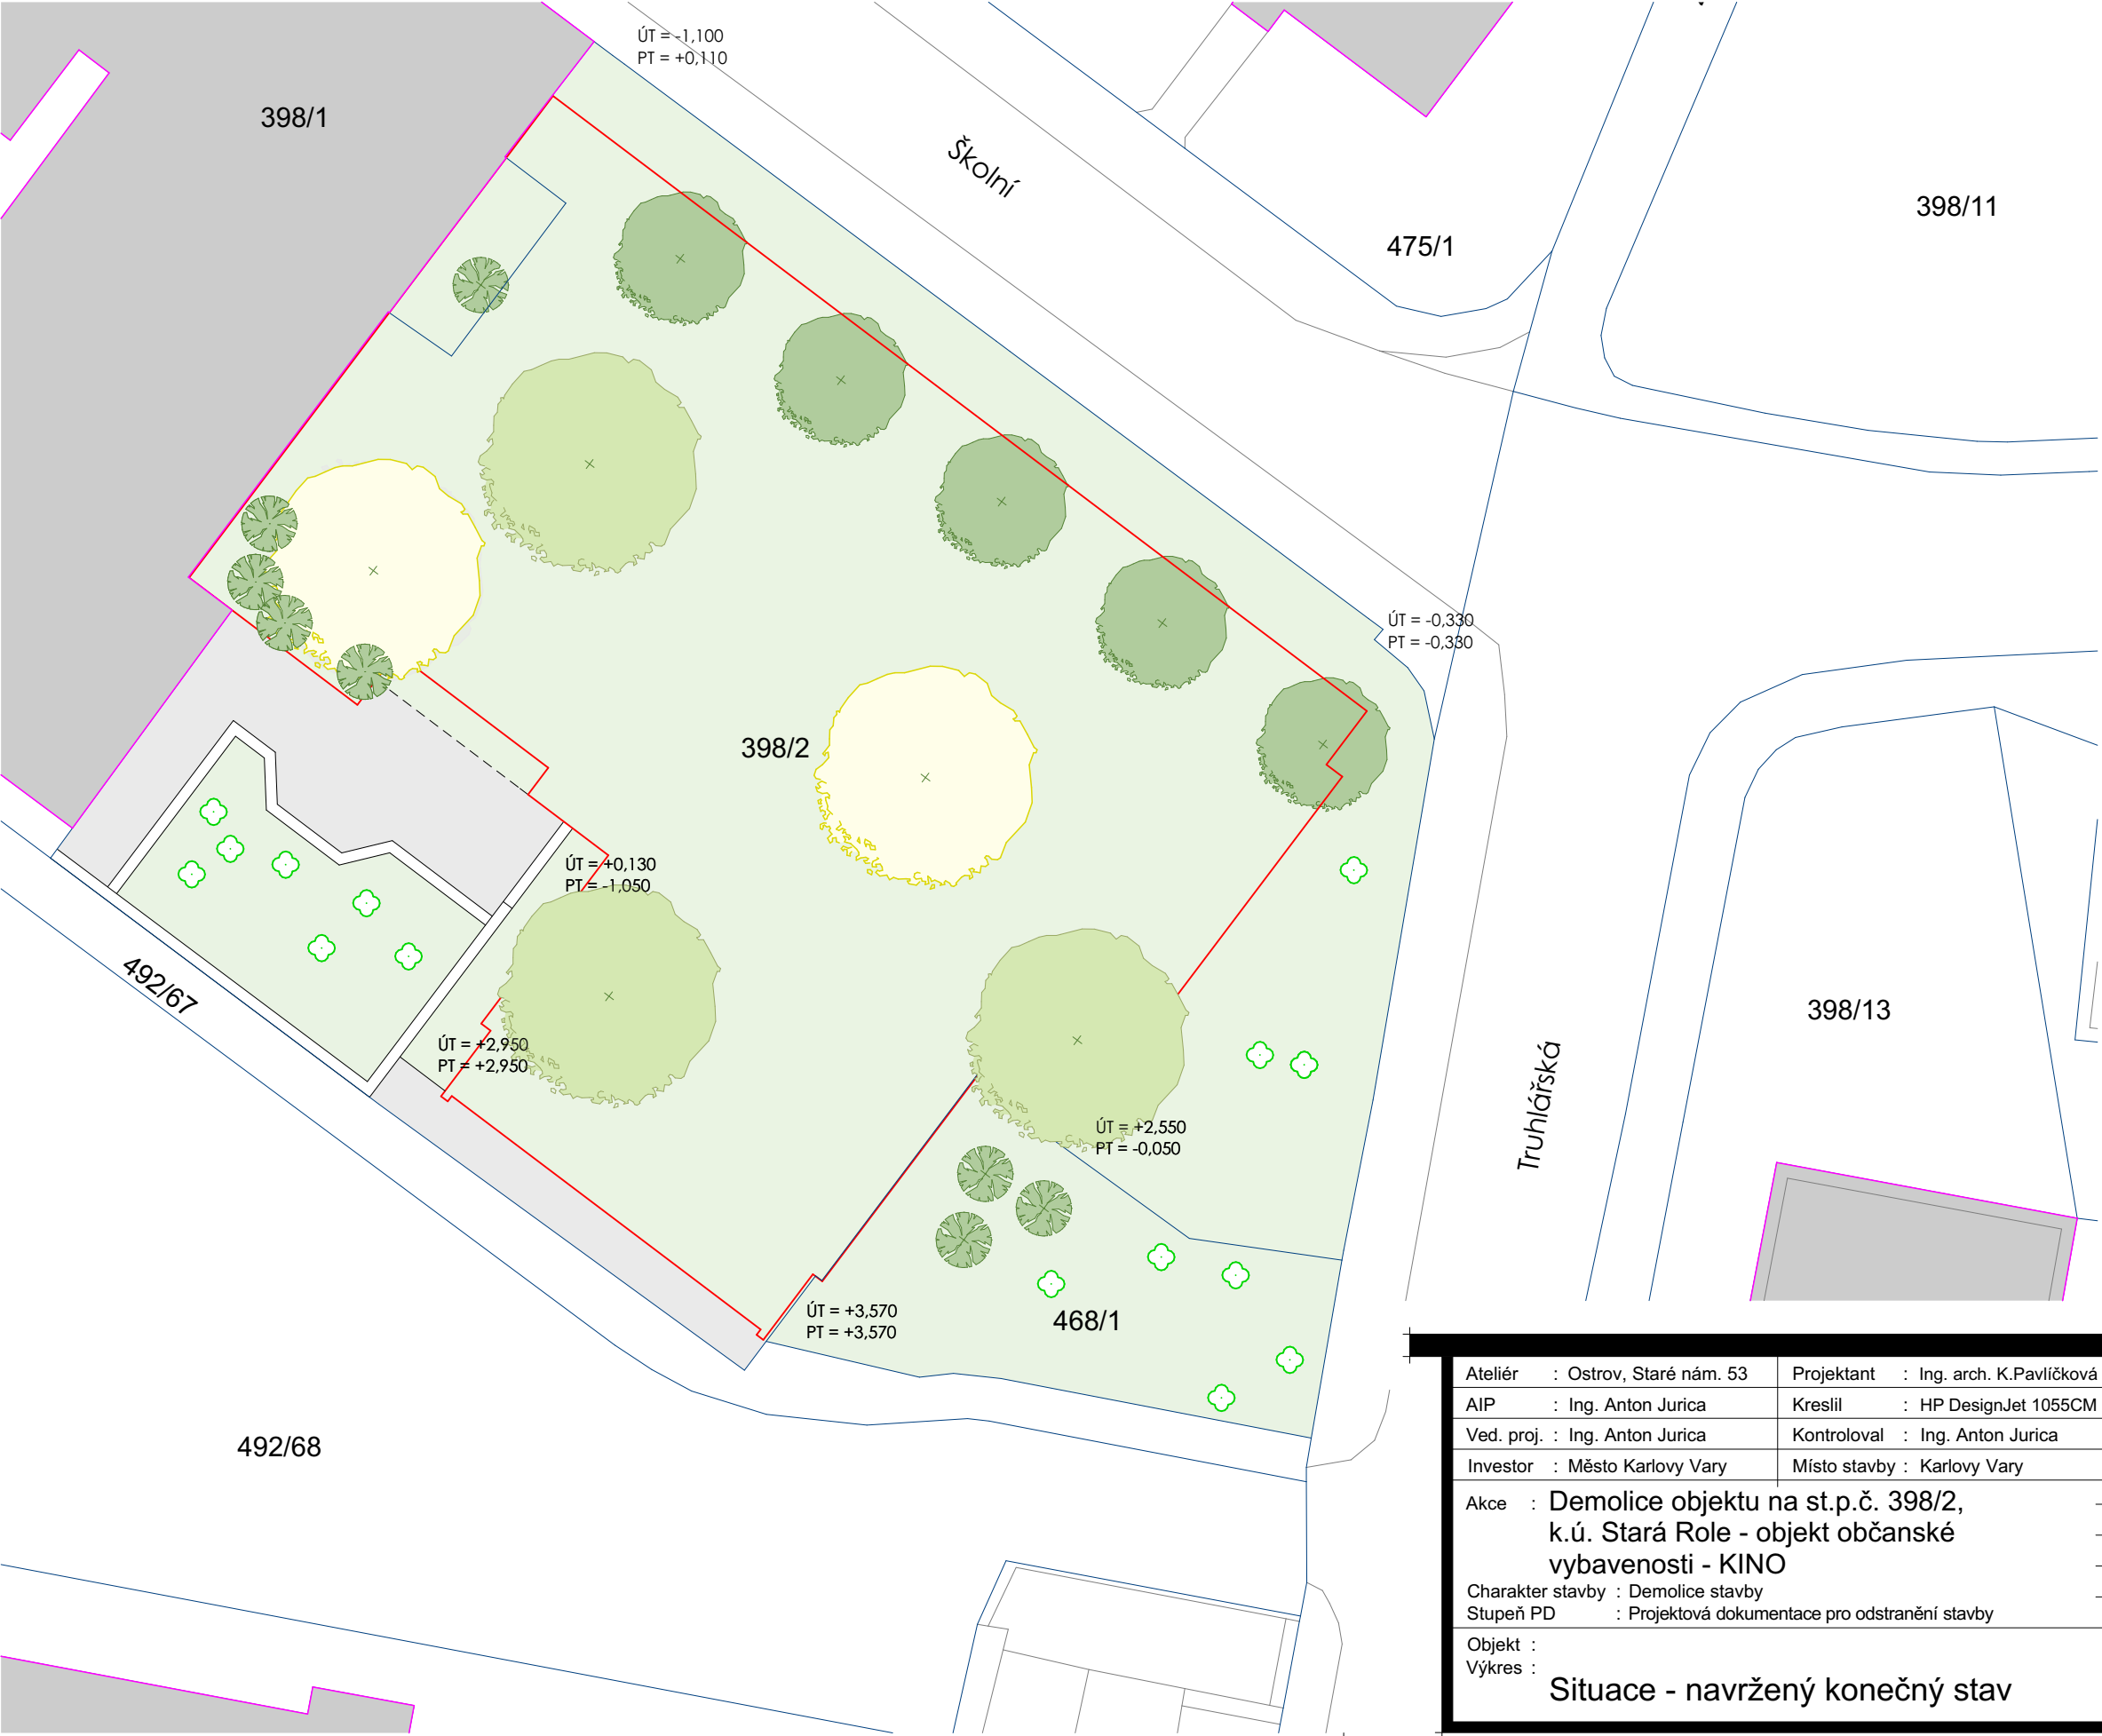 ÚT = -1,100
PT = +0,110
398/1
Školní
398/11
475/1
ÚT = -0,330
PT = -0,330
398/2
ÚT = +0,130
PT = -1,050
492/67
398/13
ÚT = +2,950
PT = +2,950
Truhlářská
ÚT = +2,550
PT = -0,050
ÚT = +3,570
PT = +3,570
468/1
492/68
Ateliér : Ostrov, Staré nám. 53 Projektant : Ing. arch. K.Pavlíčková
AIP : Ing. Anton Jurica Kreslil : HP DesignJet 1055CM
Ved. proj. : Ing. Anton Jurica Kontroloval : Ing. Anton Jurica
Investor : Město Karlovy Vary Místo stavby : Karlovy Vary
Akce : Demolice objektu na st.p.č. 398/2,
k.ú. Stará Role - objekt občanské
vybavenosti - KINO
Charakter stavby : Demolice stavby
Stupeň PD : Projektová dokumentace pro odstranění stavby
Objekt :
Výkres :
Situace - navržený konečný stav